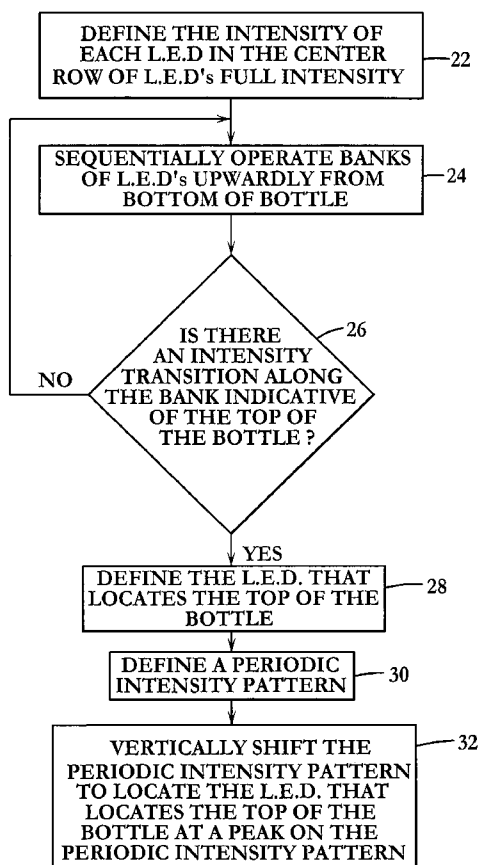 DEFINE THE INTENSITY OF
EACH L.E.D IN THE CENTER
ROW OF L.E.D's FULL INTENSITY
22
SEQUENTIALLY OPERATE BANKS
OF L.E.D's UPWARDLY FROM
BOTTOM OF BOTTLE
24
IS THERE
AN INTENSITY
TRANSITION ALONG
THE BANK INDICATIVE
OF THE TOP OF
THE BOTTLE ?
26
NO
YES
DEFINE THE L.E.D. THAT
LOCATES THE TOP OF THE
BOTTLE
28
DEFINE A PERIODIC
INTENSITY PATTERN
30
VERTICALLY SHIFT THE
PERIODIC INTENSITY PATTERN
TO LOCATE THE L.E.D. THAT
LOCATES THE TOP OF THE
BOTTLE AT A PEAK ON THE
PERIODIC INTENSITY PATTERN
32